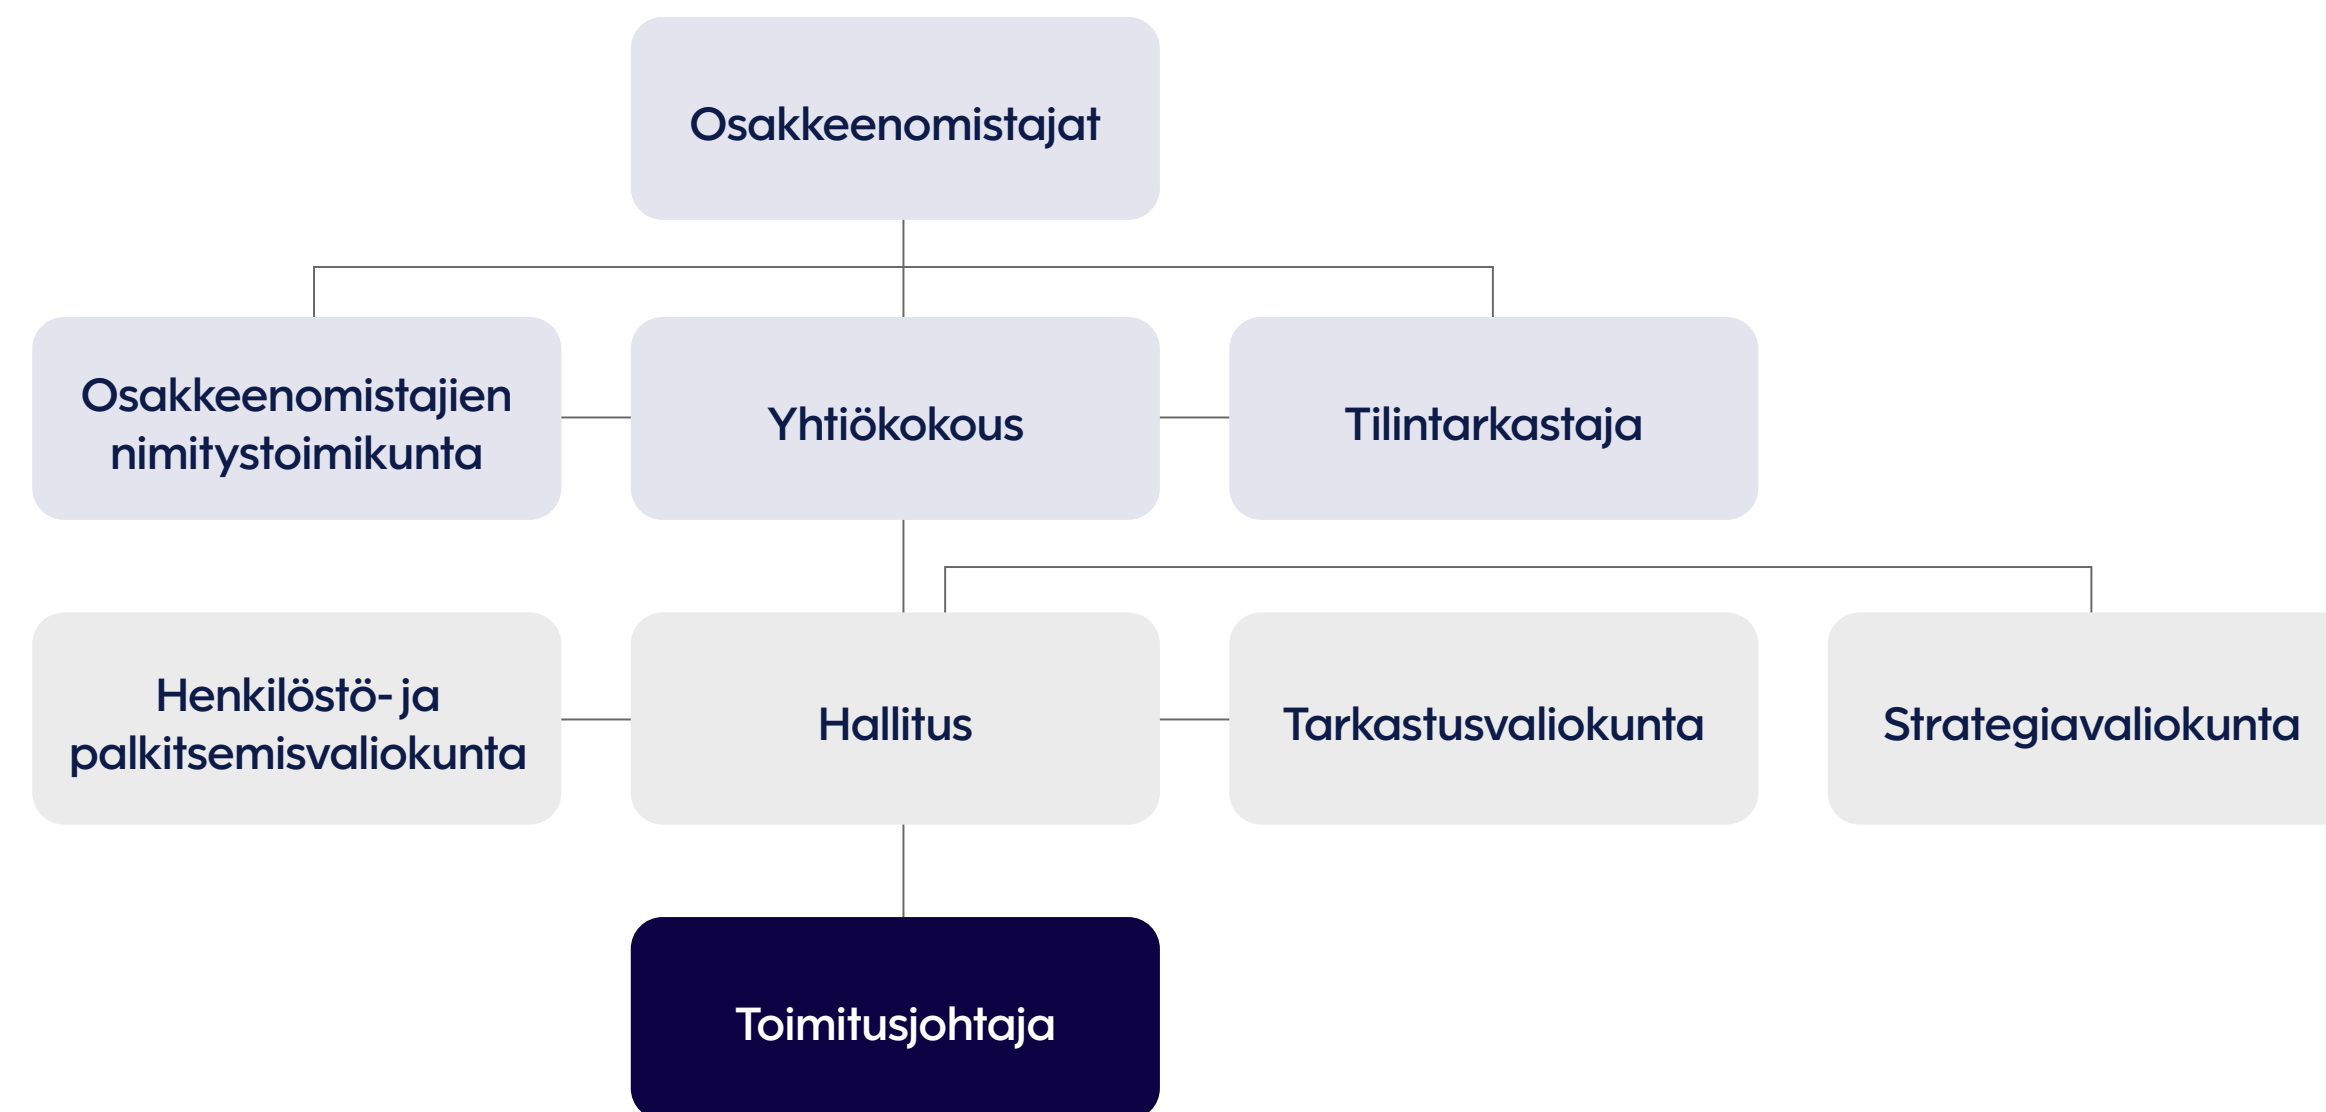 Osakkeenomistajat
Osakkeenomistajien
nimitystoimikunta
Yhtiökokous
Tilintarkastaja
Henkilöstö- ja
palkitsemisvaliokunta
Hallitus
Tarkastusvaliokunta
Strategiavaliokunta
Toimitusjohtaja